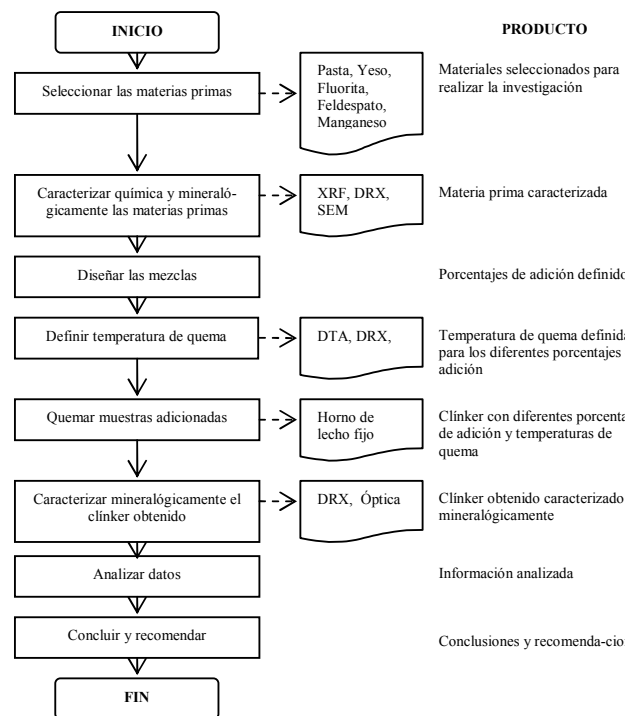 INICIO
PRODUCTO
Seleccionar las materias primas
Pasta, Yeso,
Fluorita,
Feldespato,
Manganeso
Materiales seleccionados para
realizar la investigación
Caracterizar química y mineraló-
gicamente las materias primas
XRF, DRX,
SEM
Materia prima caracterizada
Diseñar las mezclas
Porcentajes de adición definido
Definir temperatura de quema
DTA, DRX,
Temperatura de quema definida
para los diferentes porcentajes
adición
Quemar muestras adicionadas
Horno de
lecho fijo
Clínker con diferentes porcenta
de adición y temperaturas de
quema
Caracterizar mineralógicamente el
clínker obtenido
DRX, Óptica
Clínker obtenido caracterizado
mineralógicamente
Analizar datos
Información analizada
Concluir y recomendar
Conclusiones y recomenda-cion
FIN